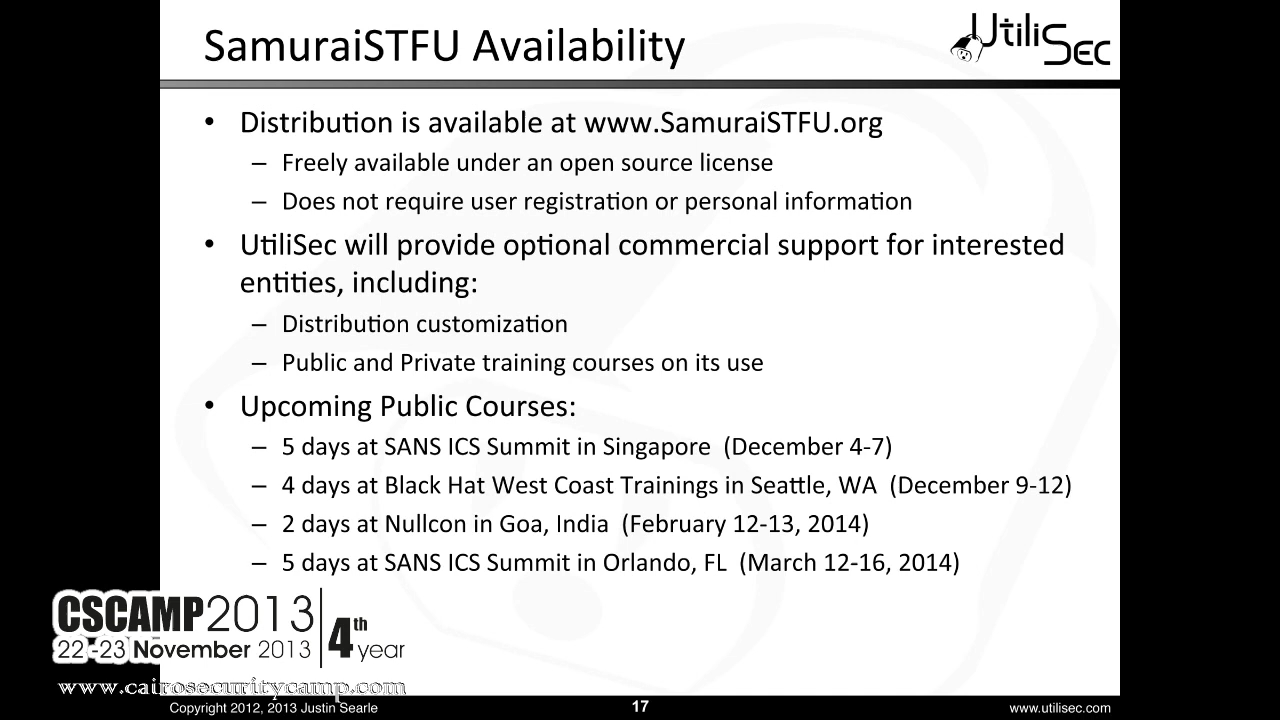 SamuraiSTFU Availability
UtiliSec
• Distribution is available at www.SamuraiSTFU.org
– Freely available under an open source license
– Does not require user registration or personal information
• UtiliSec will provide optional commercial support for interested
entities, including:
– Distribution customization
– Public and Private training courses on its use
• Upcoming Public Courses:
– 5 days at SANS ICS Summit in Singapore (December 4-7)
– 4 days at Black Hat West Coast Trainings in Seattle, WA (December 9-12)
– 2 days at Nullcon in Goa, India (February 12-13, 2014)
– 5 days at SANS ICS Summit in Orlando, FL (March 12-16, 2014)
CSCAMP2013
22-23 November 2013
4th
year
www.cairosecuritycamp.com
Copyright 2012, 2013 Justin Searle
17
www.utilisec.com